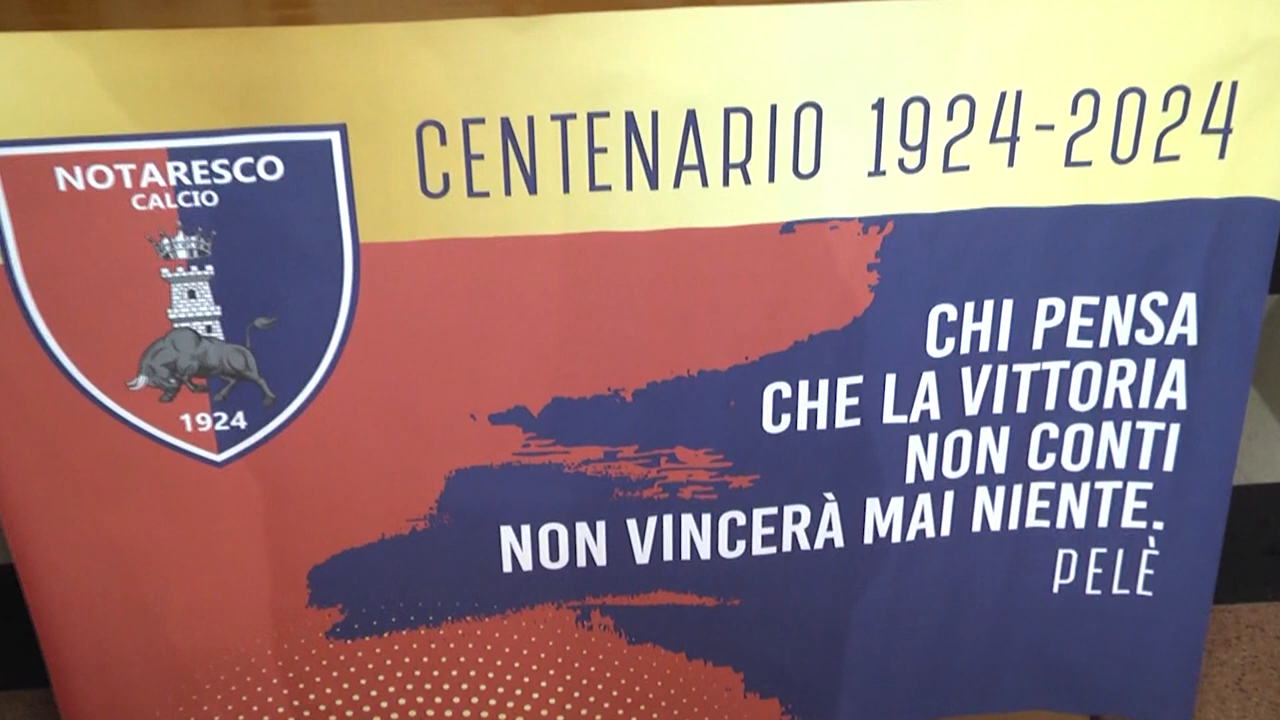 CENTENARIO 1924-2024
NOTARESCO
CALCIO
1924
CHI PENSA
CHE LA VITTORIA
NON CONTI
NON VINCERÀ MAI NIENTE.
PELÈ